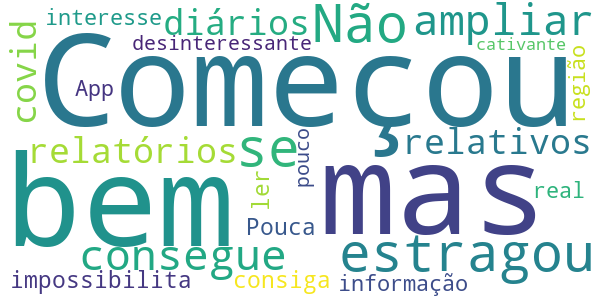 interesse
diários
Não
ampliar
desinteressante
cativante
covid
Começou
região
App
relatórios
se
pouco
relativos
bem
mas
ler
real
Pouca
consegue
estragou
impossibilita
consiga
informação